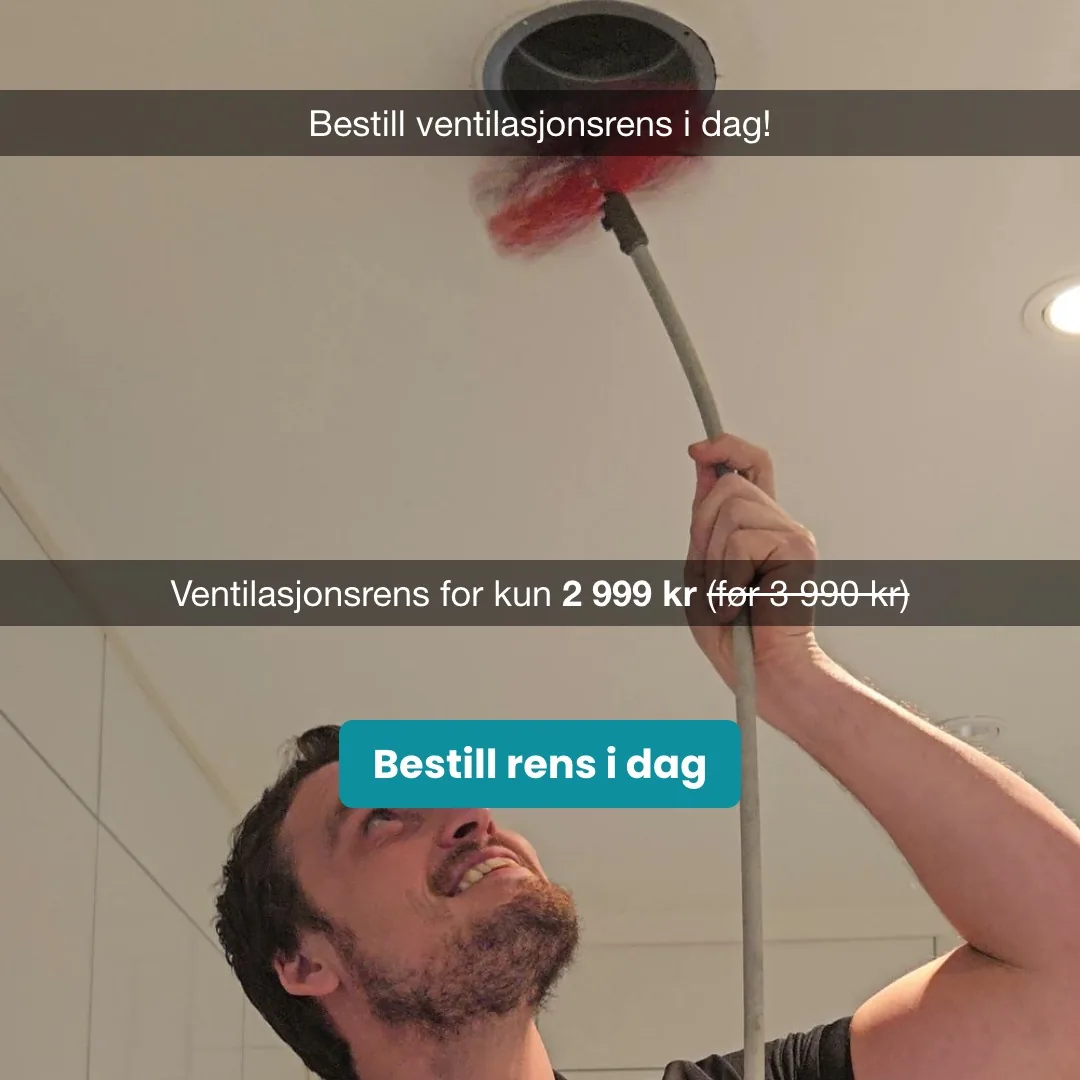 Bestill ventilasjonsrens i dag!
Ventilasjonsrens for kun 2 999 kr (før 3 990 kr)
Bestill rens i dag